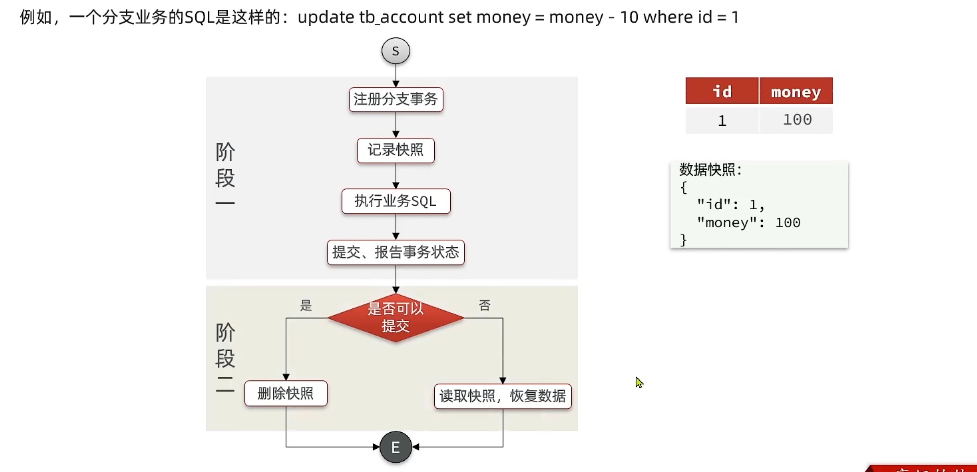 例如，一个分支业务的SQL是这样的：update tb_account set money = money - 10 where id = 1
S
阶段一
注册分支事务
记录快照
执行业务SQL
提交、报告事务状态
id money
1 100
数据快照：
{
"id": 1,
"money": 100
}
阶段二
是否可以
提交
是
否
删除快照
读取快照，恢复数据
E